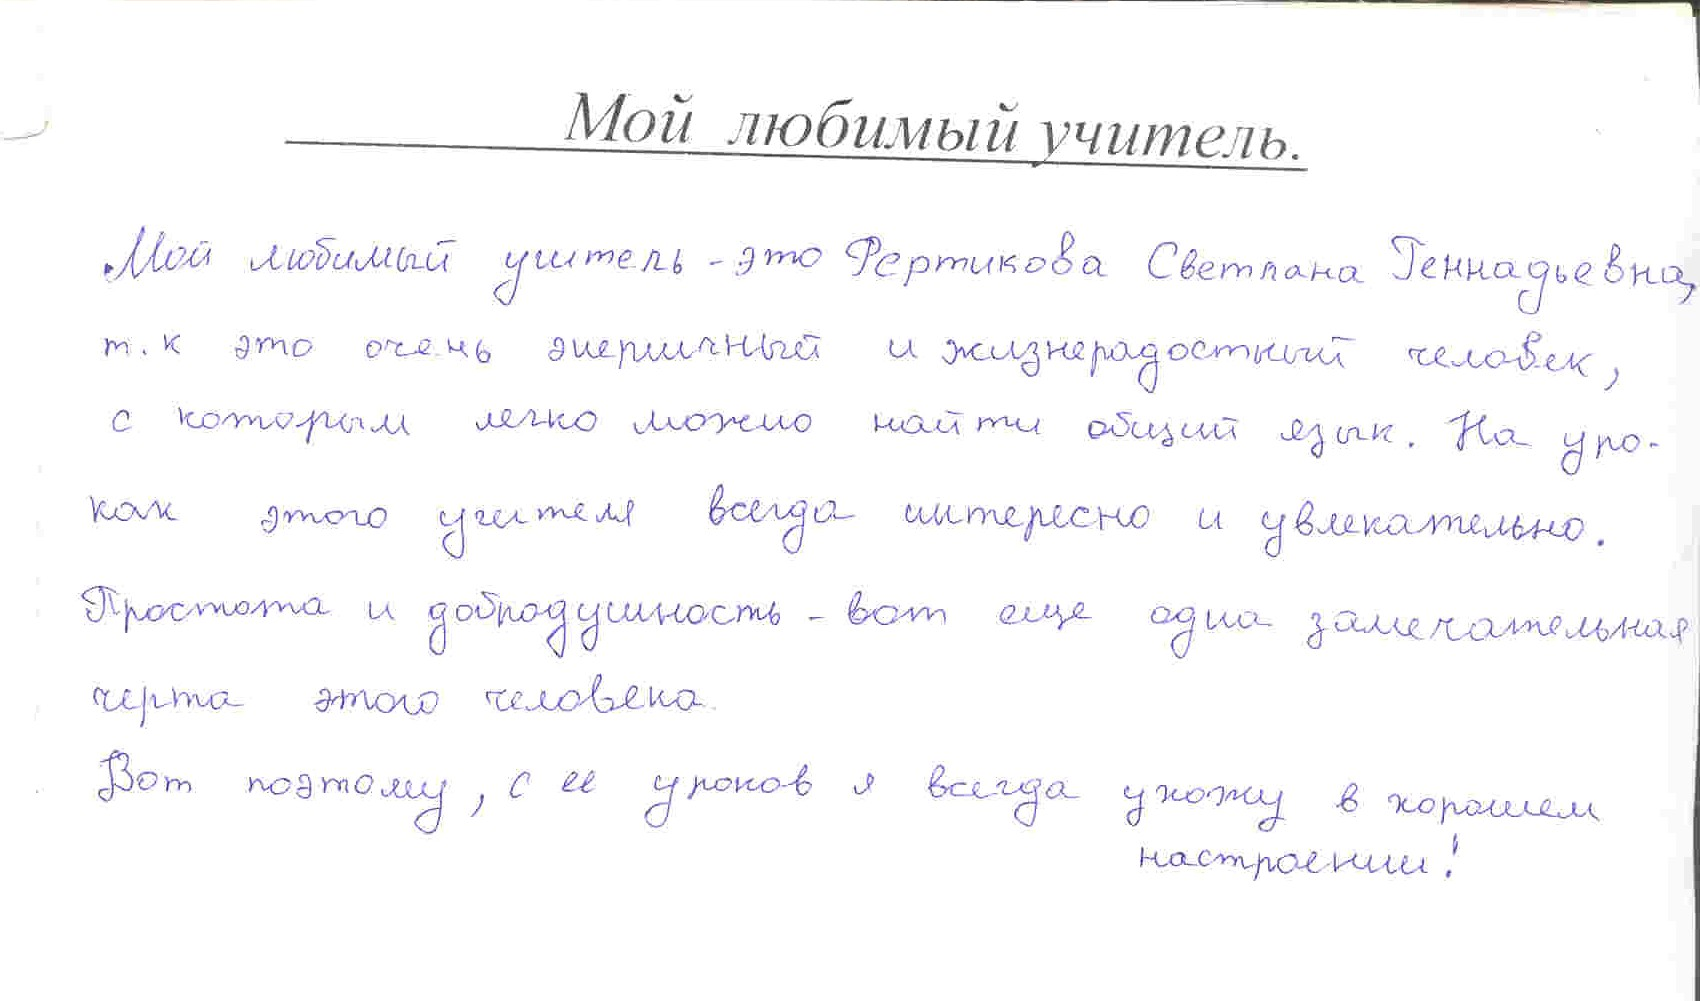 Мой любимый учитель.
Мой любимый учитель - это Фертикова Светлана Геннадьевна,
т.к это очень энергичный и жизнерадостный человек,
с которым легко можно найти общий язык. На уро-
ках этого учителя всегда интересно и увлекательно.
Простота и добродушность - вот еще одна замечательная
черта этого человека.
Вот поэтому, с ее уроков я всегда ухожу в хорошем
настроении!